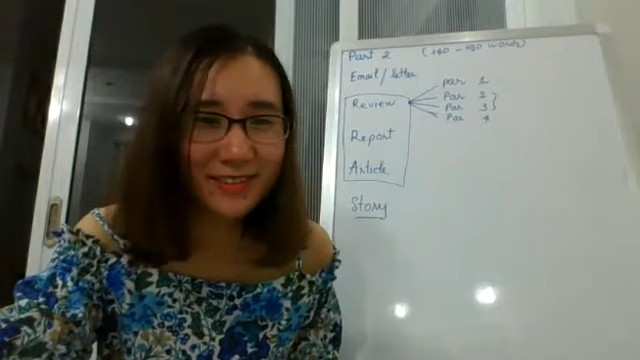 Part 2 (140 - 190 words)
Email / letter
Review par 1
Par 2
Par 3
Par 4
Report
Article
Story